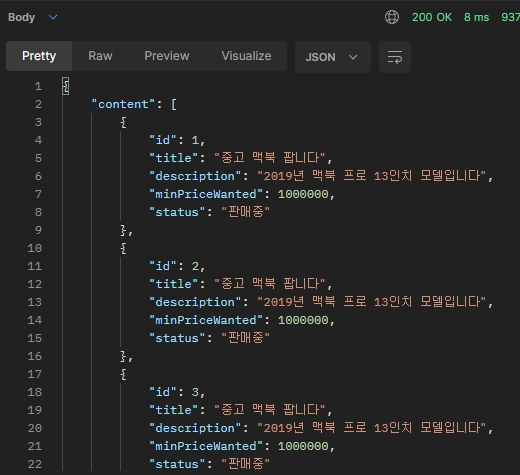 Body 200 OK 8 ms 937
Pretty Raw Preview Visualize JSON
1 {
2 "content": [
3 {
4 "id": 1,
5 "title": "중고 맥북 팝니다",
6 "description": "2019년 맥북 프로 13인치 모델입니다",
7 "minPriceWanted": 1000000,
8 "status": "판매중"
9 },
10 {
11 "id": 2,
12 "title": "중고 맥북 팝니다",
13 "description": "2019년 맥북 프로 13인치 모델입니다",
14 "minPriceWanted": 1000000,
15 "status": "판매중"
16 },
17 {
18 "id": 3,
19 "title": "중고 맥북 팝니다",
20 "description": "2019년 맥북 프로 13인치 모델입니다",
21 "minPriceWanted": 1000000,
22 "status": "판매중"